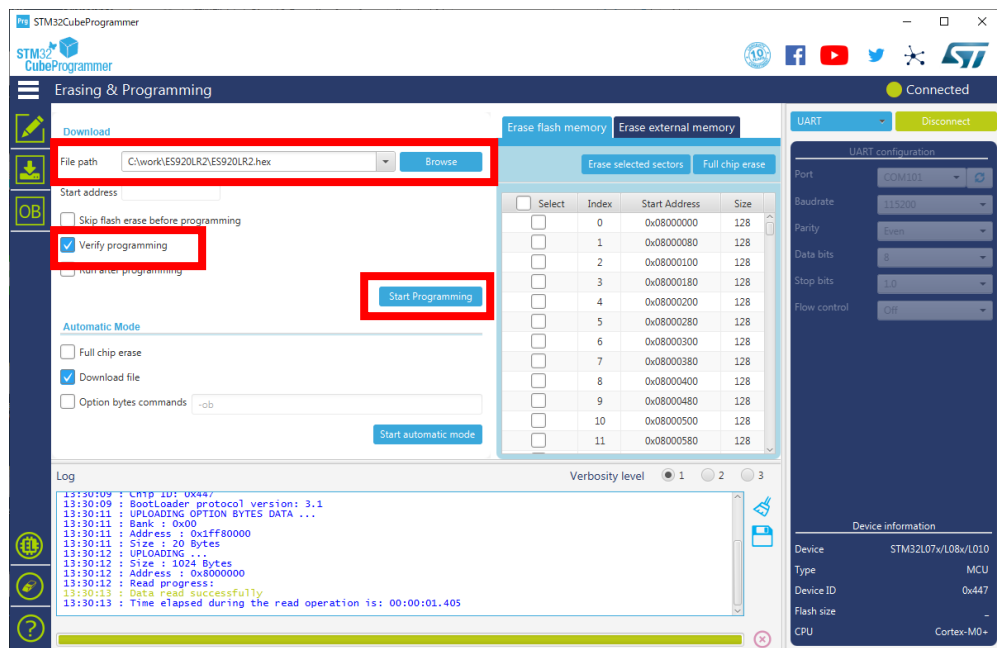 Prg STM32CubeProgrammer
STM32
CubeProgrammer
19
Erasing & Programming
Connected
Download
File path C:\work\ES920LR2\ES920LR2.hex Browse
Start address
Skip flash erase before programming
Verify programming
Run after programming
Start Programming
Automatic Mode
Full chip erase
Download file
Option bytes commands -ob
Start automatic mode
OB
Erase flash memory Erase external memory
Erase selected sectors Full chip erase
Select Index Start Address Size
0 0x08000000 128
1 0x08000080 128
2 0x08000100 128
3 0x08000180 128
4 0x08000200 128
5 0x08000280 128
6 0x08000300 128
7 0x08000380 128
8 0x08000400 128
9 0x08000480 128
10 0x08000500 128
11 0x08000580 128
UART Disconnect
UART configuration
Port COM101
Baudrate 115200
Parity Even
Data bits 8
Stop bits 1.0
Flow control Off
Log Verbosity level 1 2 3
13:30:09 : Chip ID: 0x447
13:30:09 : BootLoader protocol version: 3.1
13:30:11 : UPLOADING OPTION BYTES DATA ...
13:30:11 : Bank : 0x00
13:30:11 : Address : 0x1ff80000
13:30:11 : Size : 20 Bytes
13:30:12 : UPLOADING ...
13:30:12 : Size : 1024 Bytes
13:30:12 : Address : 0x8000000
13:30:12 : Read progress:
13:30:13 : Data read successfully
13:30:13 : Time elapsed during the read operation is: 00:00:01.405
Device information
Device STM32L07x/L08x/L010
Type MCU
Device ID 0x447
Flash size -
CPU Cortex-M0+